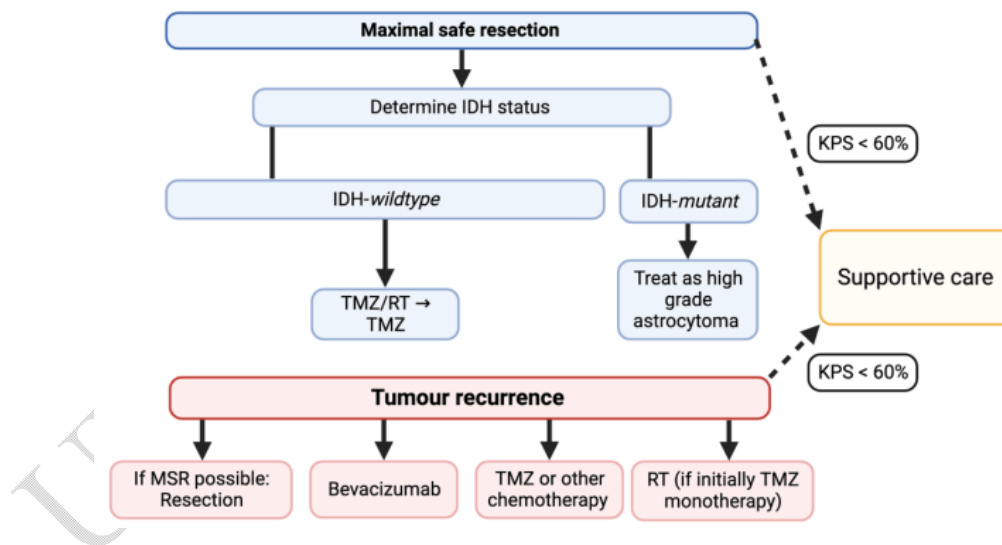 Maximal safe resection
Determine IDH status
KPS < 60%
IDH-wildtype
IDH-mutant
TMZ/RT →
TMZ
Treat as high
grade
astrocytoma
Supportive care
KPS < 60%
Tumour recurrence
If MSR possible:
Resection
Bevacizumab
TMZ or other
chemotherapy
RT (if initially TMZ
monotherapy)
U